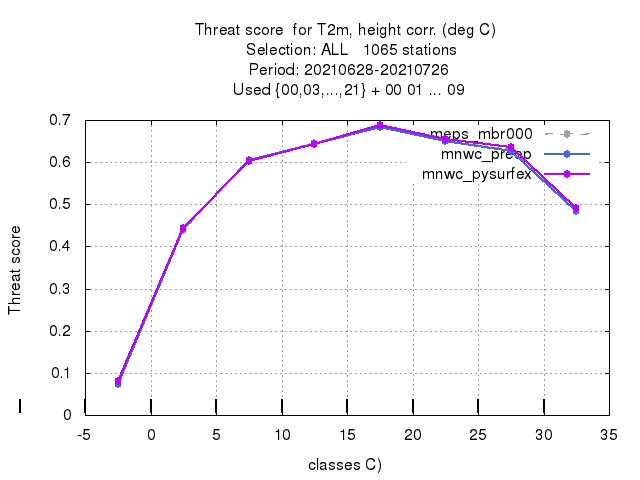 Threat score  for T2m, height corr. (deg C)
Selection: ALL   1065 stations
Period: 20210628-20210726
Used {00,03,...,21} + 00 01 ... 09
0.7
0.6
0.5
0.4
0.3
0.2
0.1
0
Threat score
meps_mbr000
mnwc_preop
mnwc_pysurfex
-5
0
5
10
15
20
25
30
35
classes C)